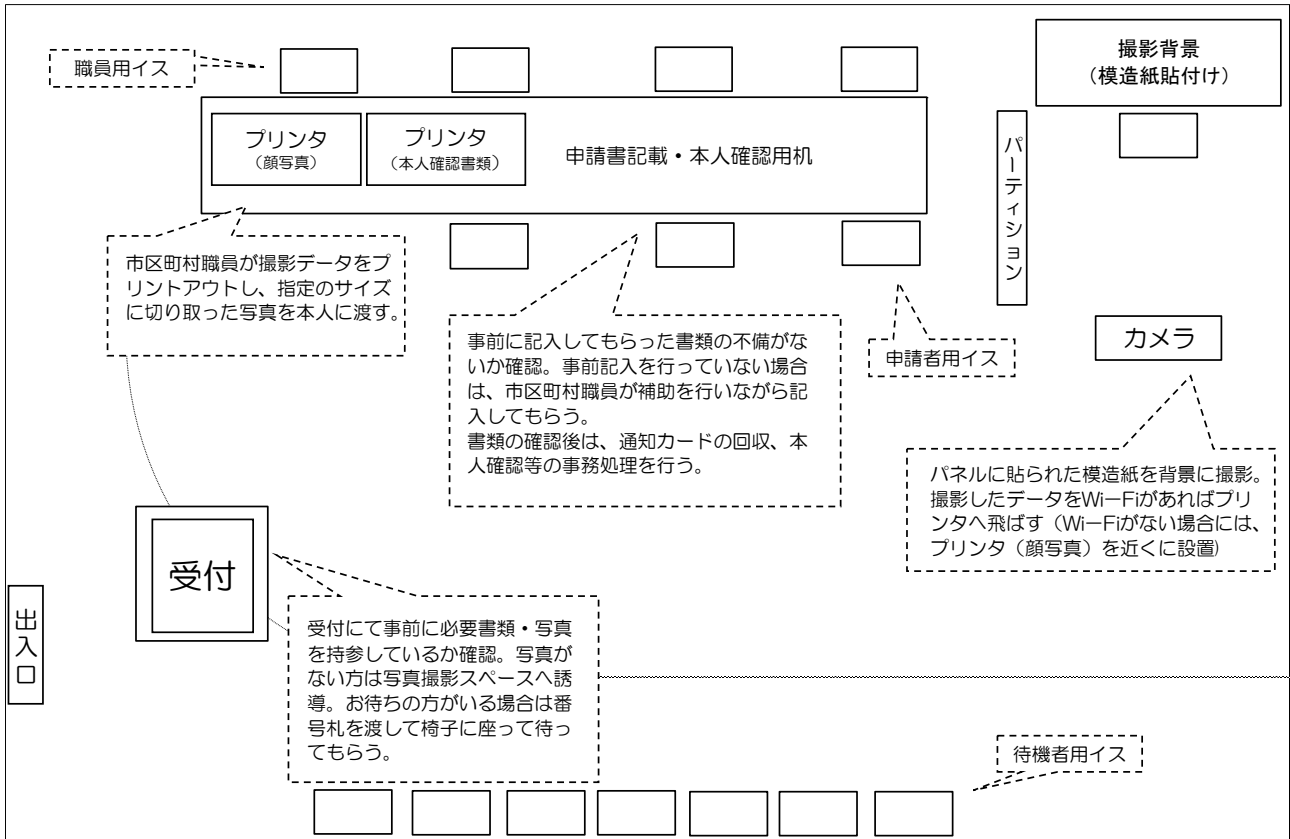 職員用イス
撮影背景
（模造紙貼付け）
プリンタ
（顔写真）
プリンタ
（本人確認書類）
申請書記載・本人確認用机
パーティション
市区町村職員が撮影データをプ
リントアウトし、指定のサイズ
に切り取った写真を本人に渡す。
事前に記入してもらった書類の不備がな
いか確認。事前記入を行っていない場合
は、市区町村職員が補助を行いながら記
入してもらう。
書類の確認後は、通知カードの回収、本
人確認等の事務処理を行う。
申請者用イス
カメラ
パネルに貼られた模造紙を背景に撮影。
撮影したデータをWi－Fiがあればプリ
ンタへ飛ばす（Wi－Fiがない場合には、
プリンタ（顔写真）を近くに設置)
受付
出入口
受付にて事前に必要書類・写真
を持参しているか確認。写真が
ない方は写真撮影スペースへ誘
導。お待ちの方がいる場合は番
号札を渡して椅子に座って待っ
てもらう。
待機者用イス